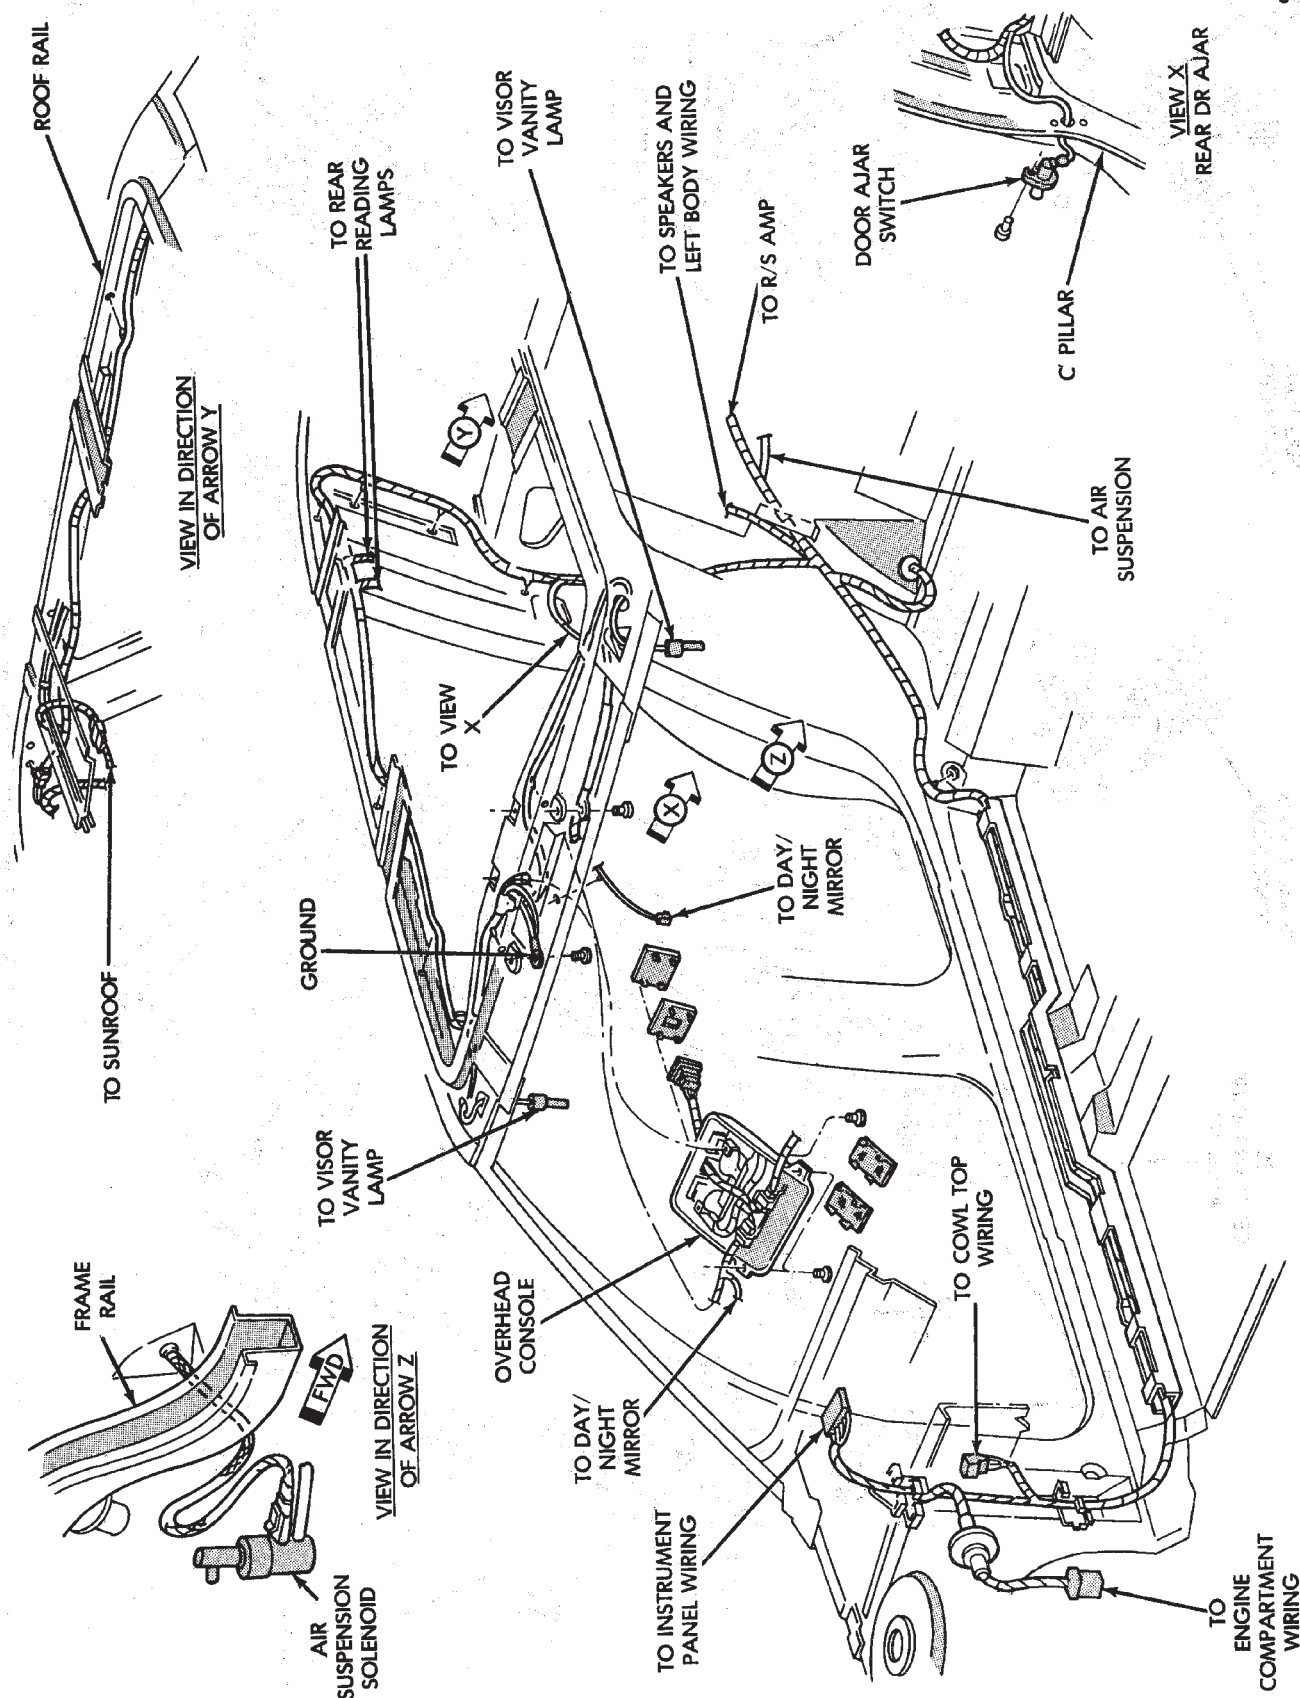 ROOF RAIL
VIEW IN DIRECTION
OF ARROW Y
TO SUNROOF
FRAME
RAIL
FWD
VIEW IN DIRECTION
OF ARROW Z
AIR
SUSPENSION
SOLENOID
TO REAR
READING
LAMPS
TO VISOR
VANITY
LAMP
Y
TO VIEW
X
GROUND
TO VISOR
VANITY
LAMP
X
Z
TO DAY/
NIGHT
MIRROR
OVERHEAD
CONSOLE
TO DAY/
NIGHT
MIRROR
TO SPEAKERS AND
LEFT BODY WIRING
TO R/S AMP
TO AIR
SUSPENSION
DOOR AJAR
SWITCH
C' PILLAR
VIEW X
REAR DR AJAR
TO COWL TOP
WIRING
TO INSTRUMENT
PANEL WIRING
TO
ENGINE
COMPARTMENT
WIRING